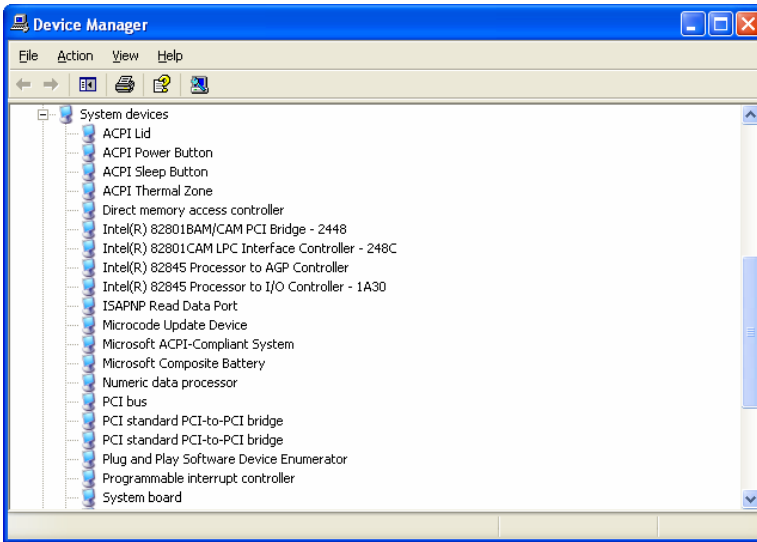 Device Manager
File Action View Help
System devices
ACPI Lid
ACPI Power Button
ACPI Sleep Button
ACPI Thermal Zone
Direct memory access controller
Intel(R) 82801BAM/CAM PCI Bridge - 2448
Intel(R) 82801CAM LPC Interface Controller - 248C
Intel(R) 82845 Processor to AGP Controller
Intel(R) 82845 Processor to I/O Controller - 1A30
ISAPNP Read Data Port
Microcode Update Device
Microsoft ACPI-Compliant System
Microsoft Composite Battery
Numeric data processor
PCI bus
PCI standard PCI-to-PCI bridge
PCI standard PCI-to-PCI bridge
Plug and Play Software Device Enumerator
Programmable interrupt controller
System board